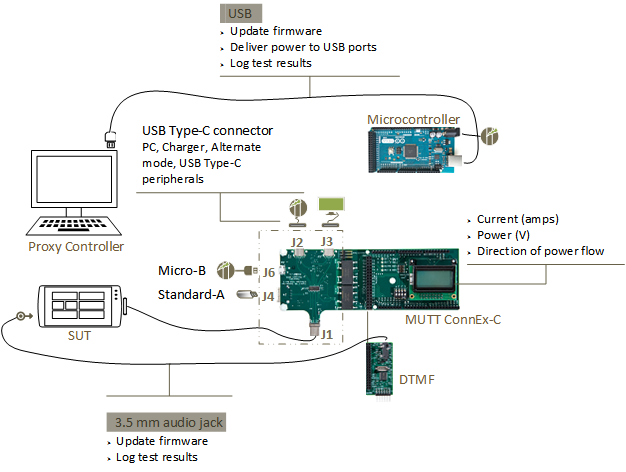 USB
➤ Update firmware
➤ Deliver power to USB ports
➤ Log test results
Microcontroller
USB Type-C connector
PC, Charger, Alternate
mode, USB Type-C
peripherals
Proxy Controller
➤ Current (amps)
➤ Power (V)
➤ Direction of power flow
J2 J3
Micro-B
J6
Standard-A
J4
J1
MUTT ConnEx-C
SUT
DTMF
3.5 mm audio jack
➤ Update firmware
➤ Log test results